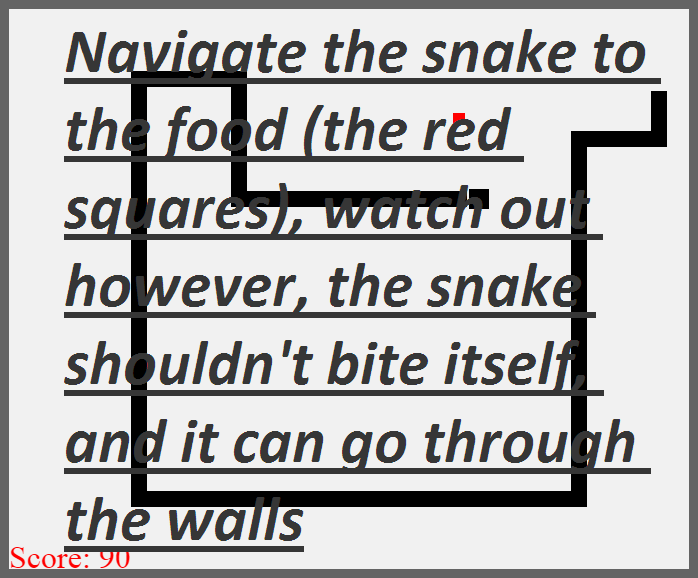 Navigate the snake to
the food (the red
squares), watch out
however, the snake
shouldn't bite itself,
and it can go through
the walls
Score: 90